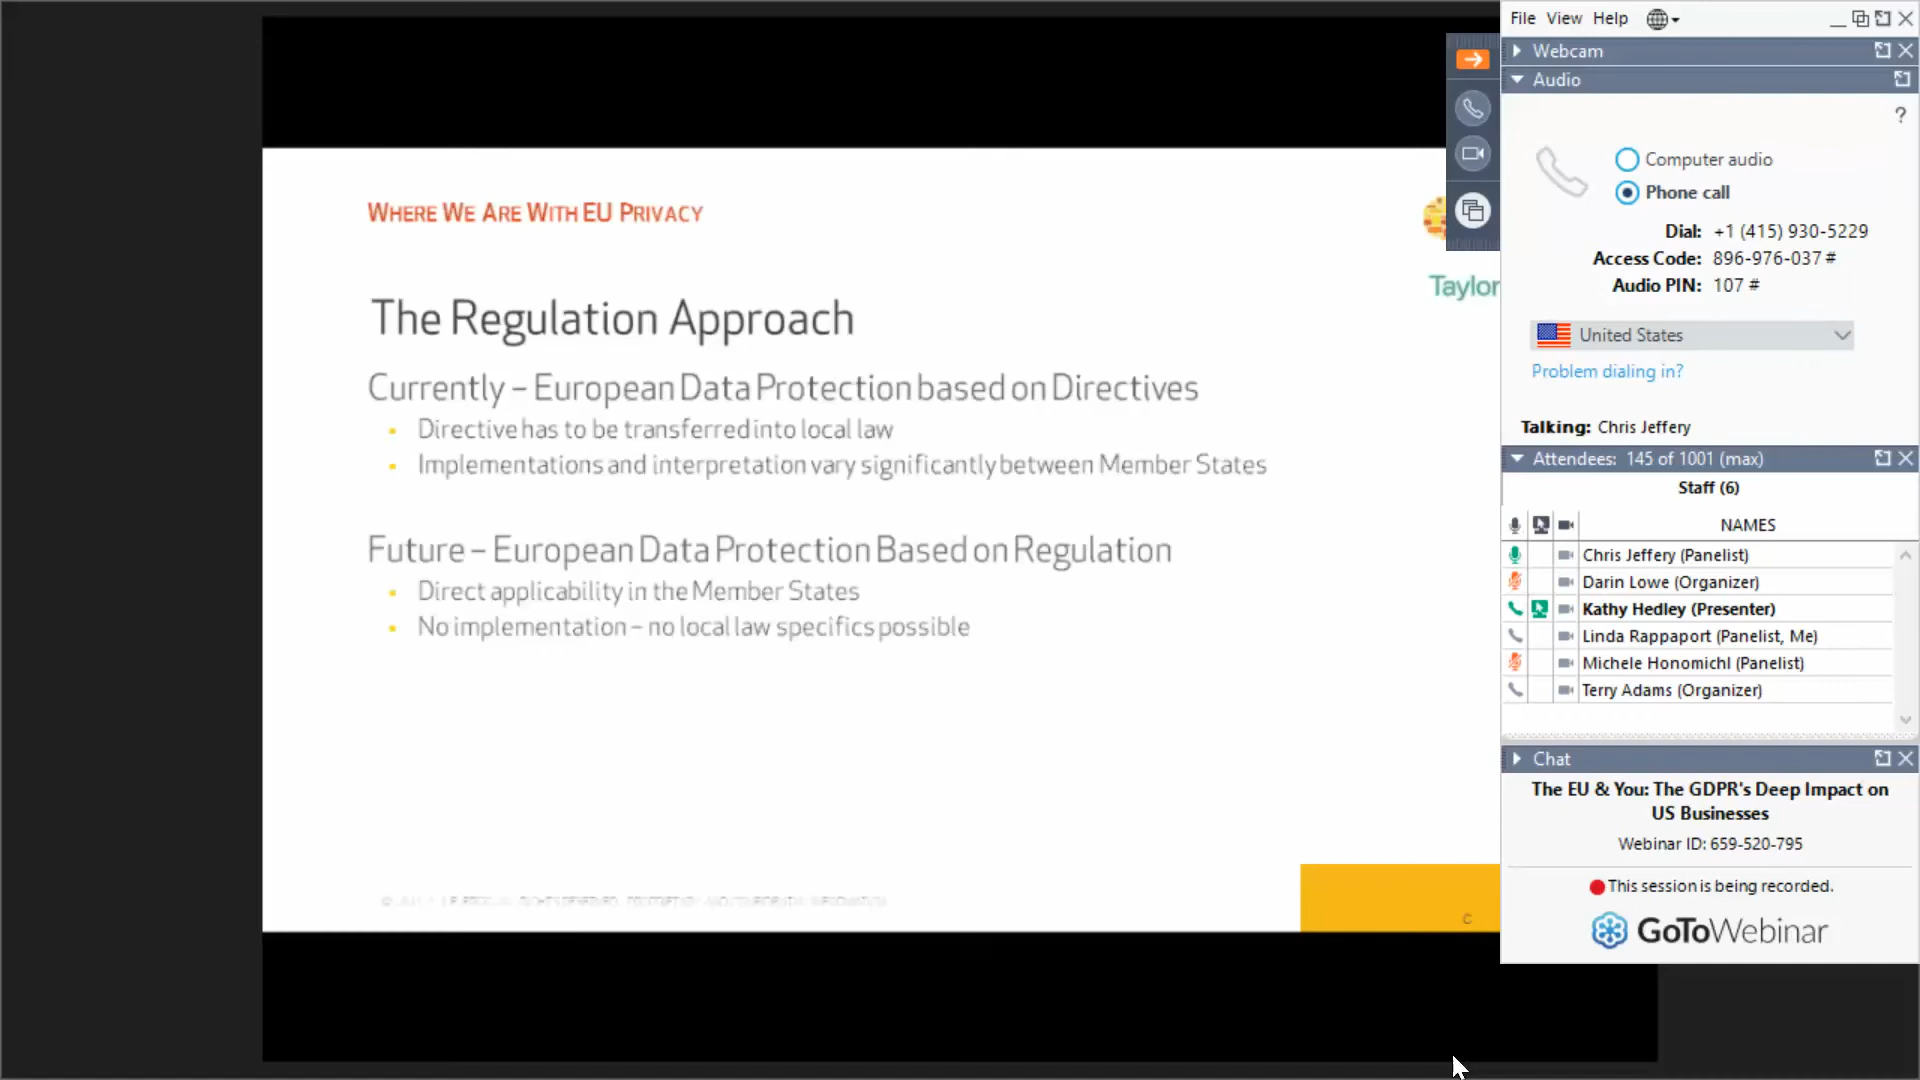 WHERE WE ARE WITH EU PRIVACY
Taylor
The Regulation Approach
Currently – European Data Protection based on Directives
Directive has to be transferred into local law
Implementations and interpretation vary significantly between Member States
Future – European Data Protection Based on Regulation
Direct applicability in the Member States
No implementation – no local law specifics possible
File View Help
Webcam
Audio
?
Computer audio
Phone call
Dial: +1 (415) 930-5229
Access Code: 896-976-037 #
Audio PIN: 107 #
United States
Problem dialing in?
Talking: Chris Jeffery
Attendees: 145 of 1001 (max)
Staff (6)
NAMES
Chris Jeffery (Panelist)
Darin Lowe (Organizer)
Kathy Hedley (Presenter)
Linda Rappaport (Panelist, Me)
Michele Honomichl (Panelist)
Terry Adams (Organizer)
Chat
The EU & You: The GDPR's Deep Impact on
US Businesses
Webinar ID: 659-520-795
This session is being recorded.
GoToWebinar